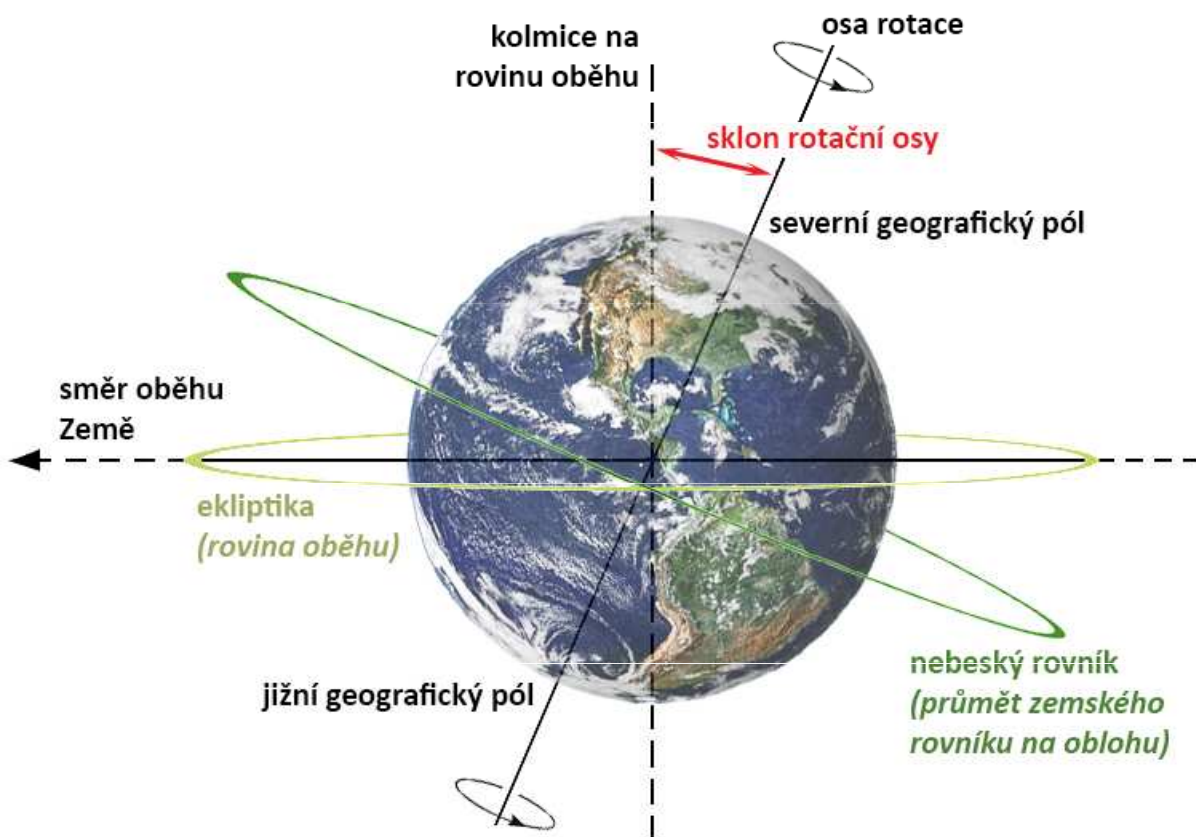 osa rotace
kolmice na
rovinu oběhu
sklon rotační osy
severní geografický pól
směr oběhu
Země
ekliptika
(rovina oběhu)
jižní geografický pól
nebeský rovník
(průmět zemského
rovníku na oblohu)